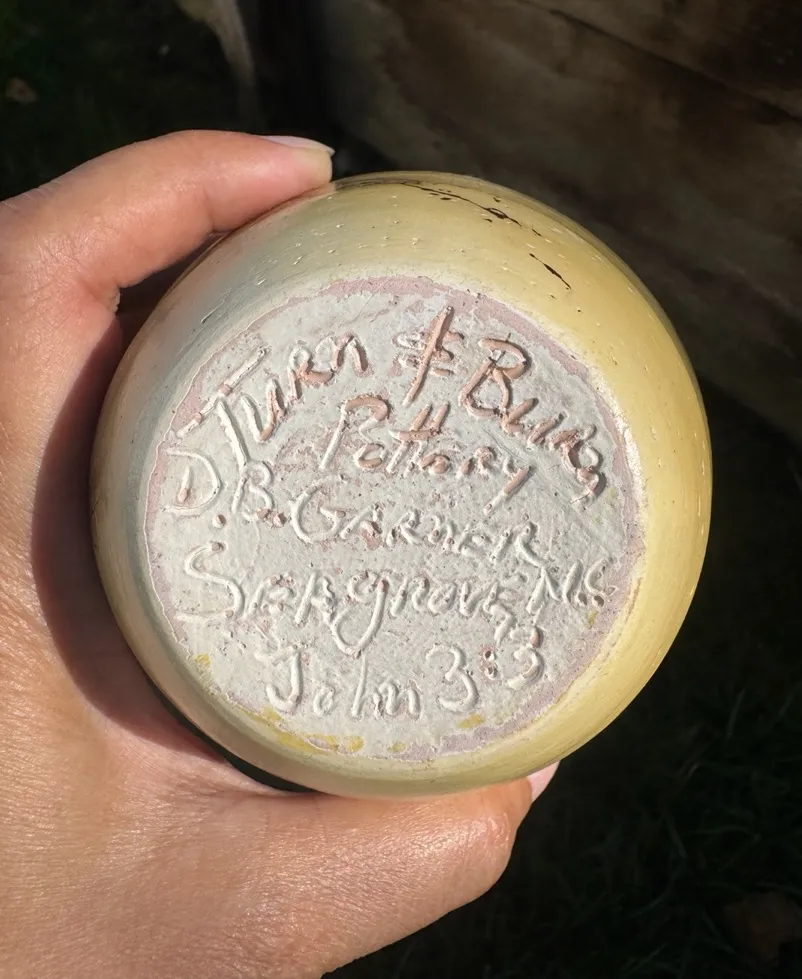 Turn & Burn
Pottery
D.B. Garner
Seagrove, NC
John 3:3